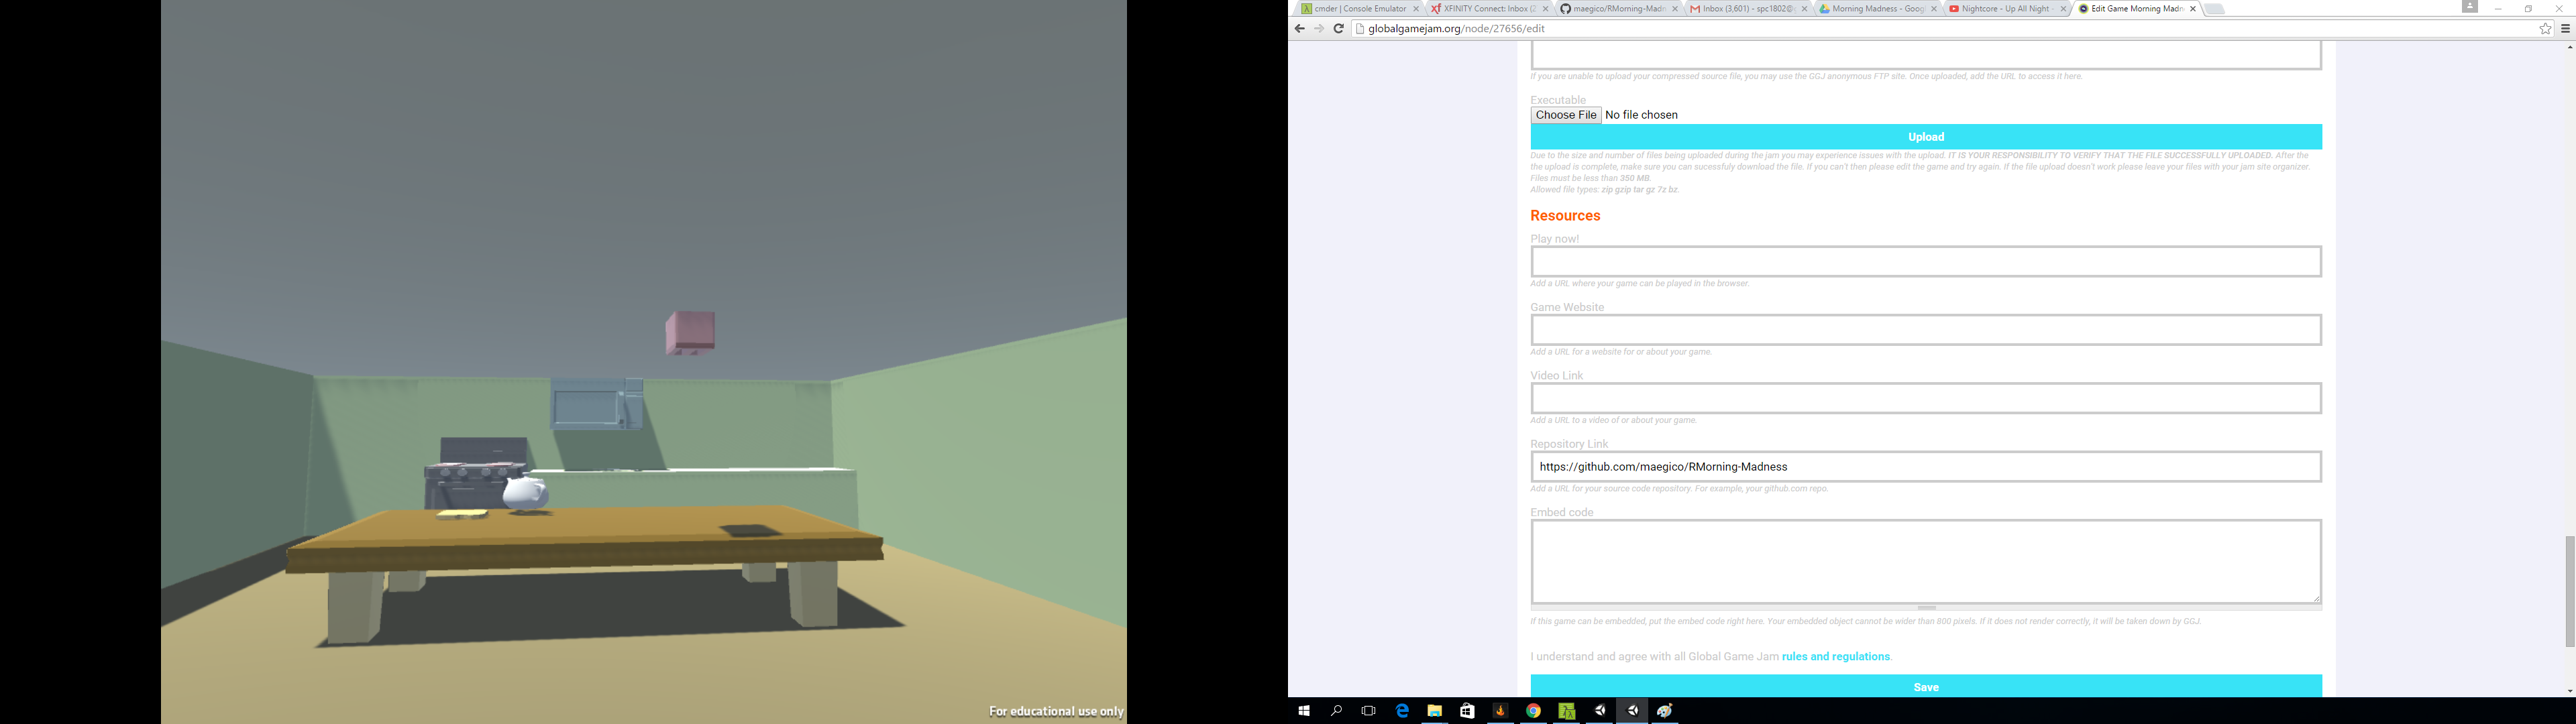 For educational use only
cmder | Console Emulator
XFINITY Connect: Inbox (2
maegico/RMorning-Madn
Inbox (3,601) - spc1802@
Morning Madness - Goog
Nightcore - Up All Night -
Edit Game Morning Madn
globalgamejam.org/node/27656/edit
If you are unable to upload your compressed source file, you may use the GGJ anonymous FTP site. Once uploaded, add the URL to access it here.
Executable
Choose File No file chosen
Upload
Due to the size and number of files being uploaded during the jam you may experience issues with the upload. IT IS YOUR RESPONSIBILITY TO VERIFY THAT THE FILE SUCCESSFULLY UPLOADED. After the
the upload is complete, make sure you can sucessfuly download the file. If you can't then please edit the game and try again. If the file upload doesn't work please leave your files with your jam site organizer.
Files must be less than 350 MB.
Allowed file types: zip gzip tar gz 7z bz.
Resources
Play now!
Add a URL where your game can be played in the browser.
Game Website
Add a URL for a website for or about your game.
Video Link
Add a URL to a video of or about your game.
Repository Link
https://github.com/maegico/RMorning-Madness
Add a URL for your source code repository. For example, your github.com repo.
Embed code
If this game can be embedded, put the embed code right here. Your embedded object cannot be wider than 800 pixels. If it does not render correctly, it will be taken down by GGJ.
I understand and agree with all Global Game Jam rules and regulations.
Save